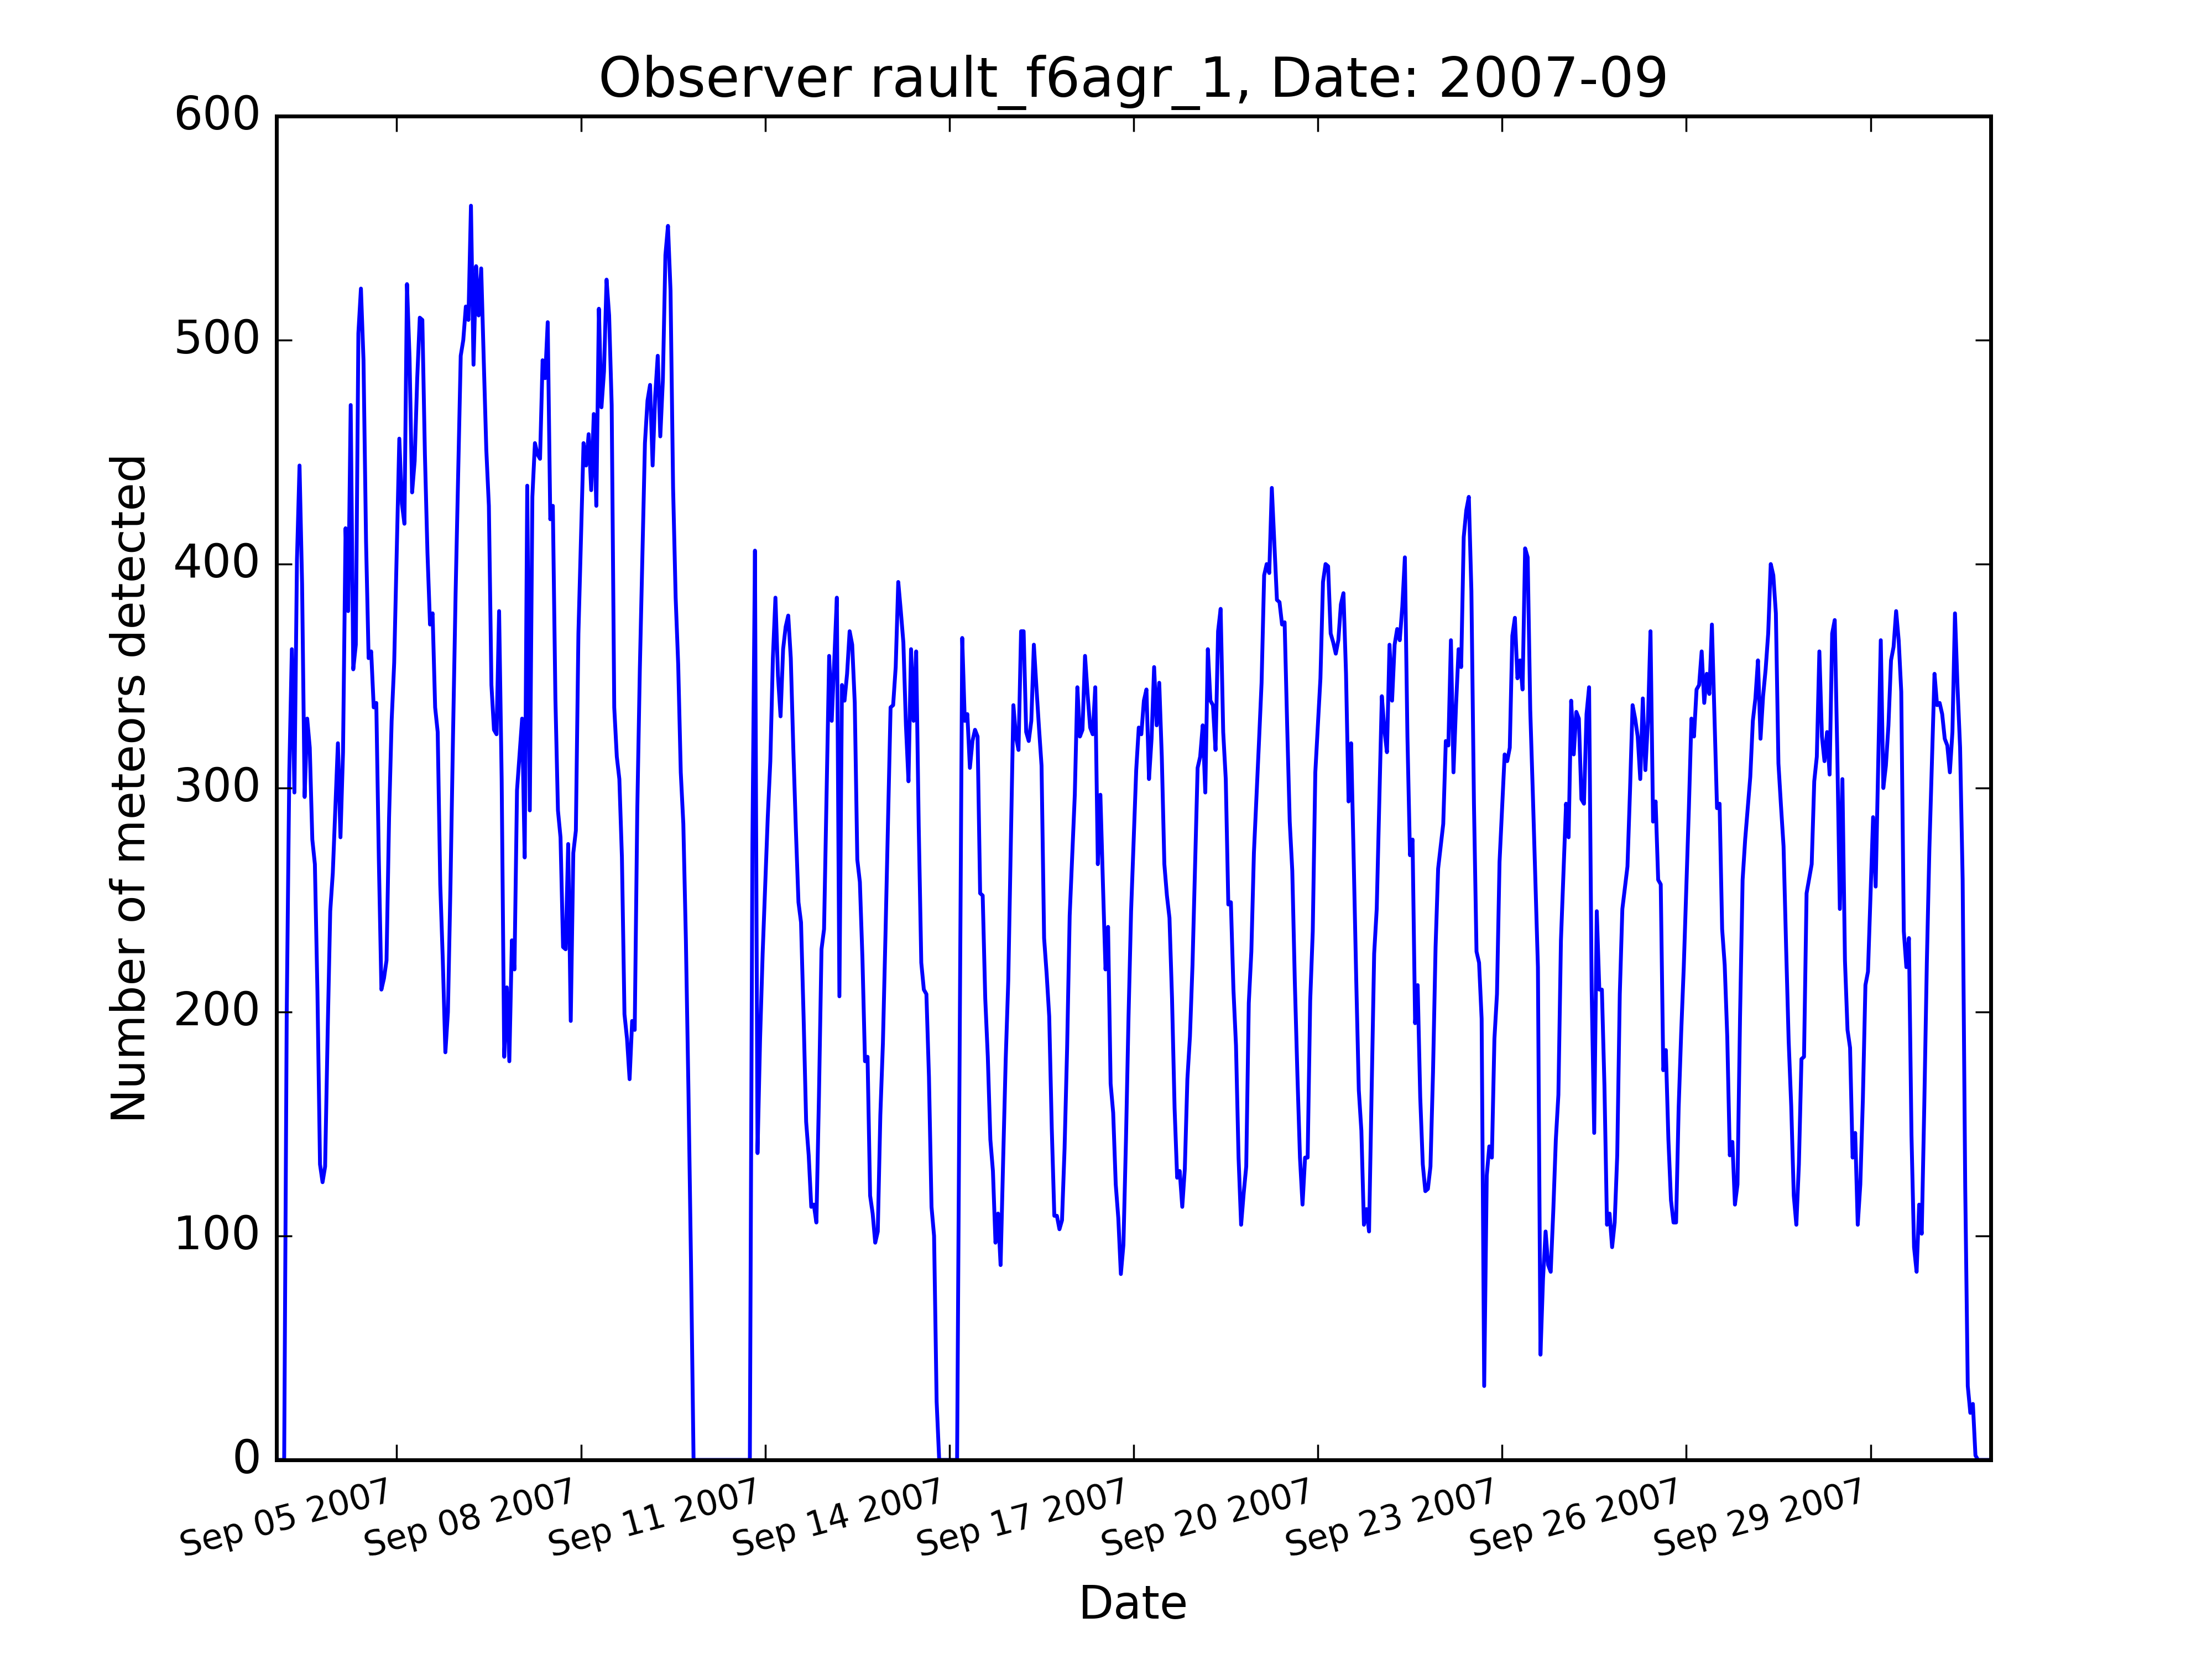 Observer rault_f6agr_1, Date: 2007-09
600
500
400
300
200
100
0
Number of meteors detected
Sep 05 2007
Sep 08 2007
Sep 11 2007
Sep 14 2007
Sep 17 2007
Sep 20 2007
Sep 23 2007
Sep 26 2007
Sep 29 2007
Date